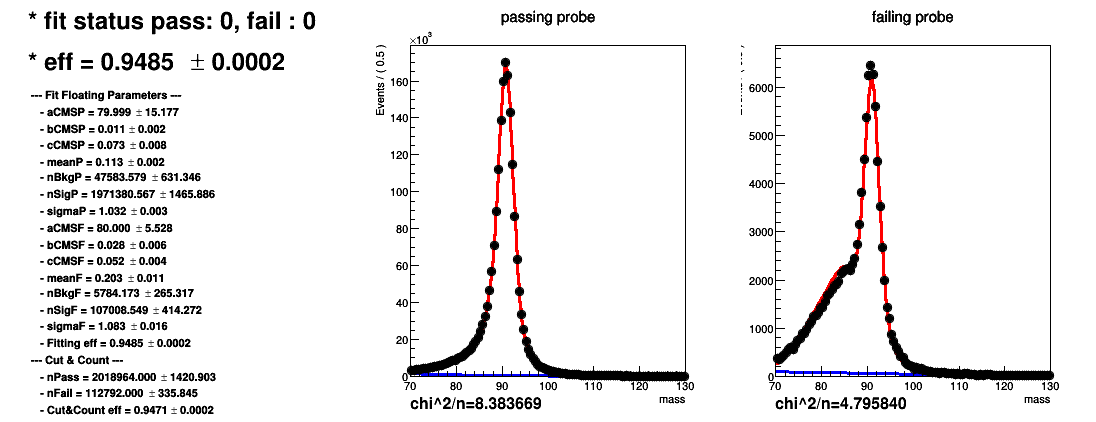 * fit status pass: 0, fail : 0
* eff = 0.9485 ± 0.0002
--- Fit Floating Parameters ---
- aCMSP = 79.999 ± 15.177
- bCMSP = 0.011 ± 0.002
- cCMSP = 0.073 ± 0.008
- meanP = 0.113 ± 0.002
- nBkgP = 47583.579 ± 631.346
- nSigP = 1971380.567 ± 1465.886
- sigmaP = 1.032 ± 0.003
- aCMSF = 80.000 ± 5.528
- bCMSF = 0.028 ± 0.006
- cCMSF = 0.052 ± 0.004
- meanF = 0.203 ± 0.011
- nBkgF = 5784.173 ± 265.317
- nSigF = 107008.549 ± 414.272
- sigmaF = 1.083 ± 0.016
- Fitting eff = 0.9485 ± 0.0002
--- Cut & Count ---
- nPass = 2018964.000 ± 1420.903
- nFail = 112792.000 ± 335.845
- Cut&Count eff = 0.9471 ± 0.0002
passing probe
×10³
Events / ( 0.5 )
160
140
120
100
80
60
40
20
0
70 80 90 100 110 120 130
mass
chi^2/n=8.383669
failing probe
6000
5000
4000
3000
2000
1000
0
70 80 90 100 110 120 130
mass
chi^2/n=4.795840